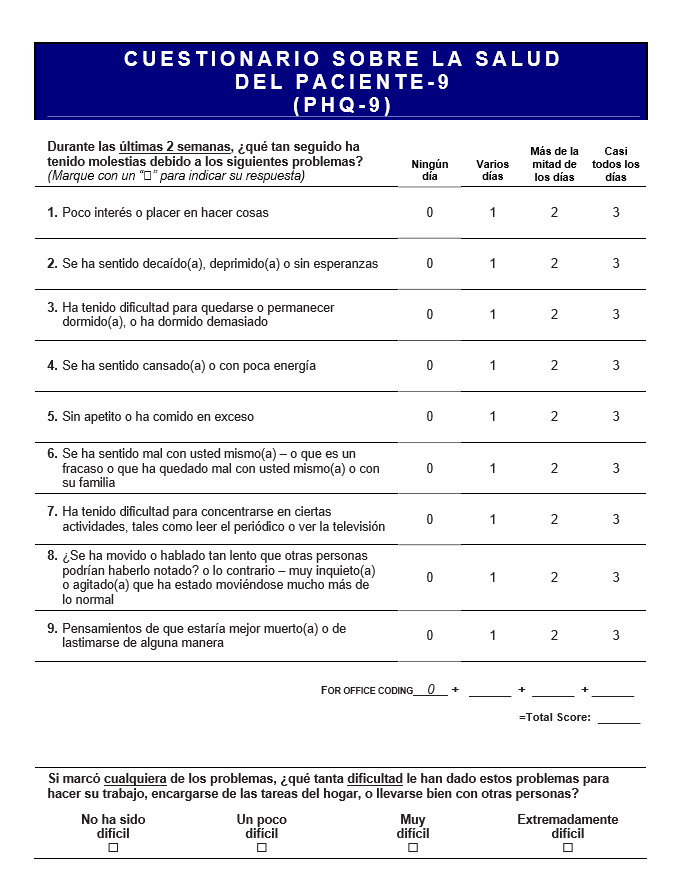 CUESTIONARIO SOBRE LA SALUD
DEL PACIENTE-9
(PHQ-9)
Durante las últimas 2 semanas, ¿qué tan seguido ha
tenido molestias debido a los siguientes problemas?
(Marque con un “☐” para indicar su respuesta)
Ningún
día
Varios
días
Más de la
mitad de
los días
Casi
todos los
días
1. Poco interés o placer en hacer cosas 0 1 2 3
2. Se ha sentido decaído(a), deprimido(a) o sin esperanzas 0 1 2 3
3. Ha tenido dificultad para quedarse o permanecer
dormido(a), o ha dormido demasiado 0 1 2 3
4. Se ha sentido cansado(a) o con poca energía 0 1 2 3
5. Sin apetito o ha comido en exceso 0 1 2 3
6. Se ha sentido mal con usted mismo(a) – o que es un
fracaso o que ha quedado mal con usted mismo(a) o con
su familia 0 1 2 3
7. Ha tenido dificultad para concentrarse en ciertas
actividades, tales como leer el periódico o ver la televisión 0 1 2 3
8. ¿Se ha movido o hablado tan lento que otras personas
podrían haberlo notado? o lo contrario – muy inquieto(a)
o agitado(a) que ha estado moviéndose mucho más de
lo normal 0 1 2 3
9. Pensamientos de que estaría mejor muerto(a) o de
lastimarse de alguna manera 0 1 2 3
FOR OFFICE CODING 0 + ______ + ______ + ______
=Total Score: ______
Si marcó cualquiera de los problemas, ¿qué tanta dificultad le han dado estos problemas para
hacer su trabajo, encargarse de las tareas del hogar, o llevarse bien con otras personas?
No ha sido
difícil
☐
Un poco
difícil
☐
Muy
difícil
☐
Extremadamente
difícil
☐